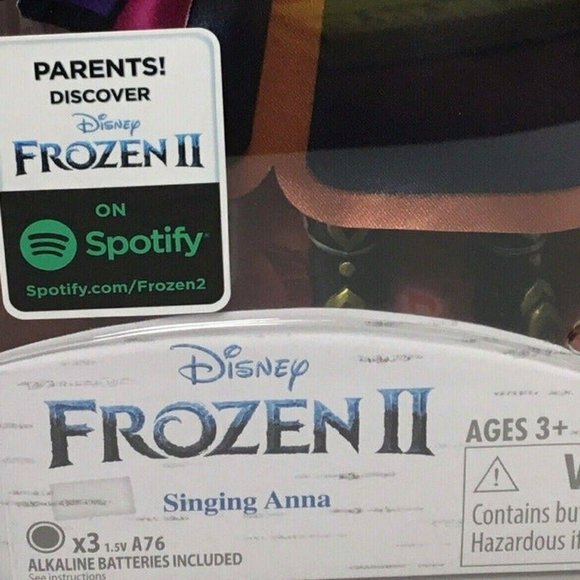 PARENTS!
DISCOVER
Disney
FROZEN II
ON
Spotify
Spotify.com/Frozen2
Disney
FROZEN II
AGES 3+
Singing Anna
Contains bu
Hazardous if
x3 1.5V A76
ALKALINE BATTERIES INCLUDED
See instructions